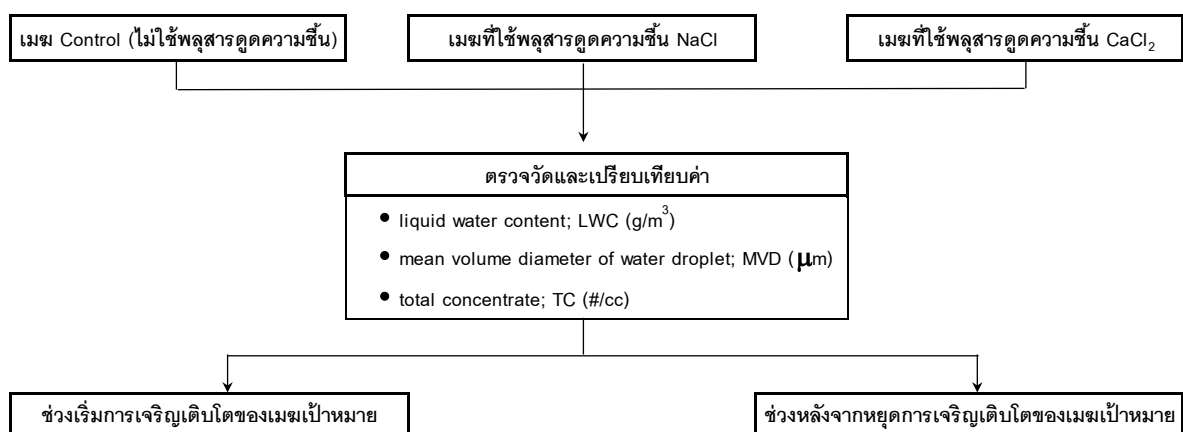 เมฆ Control (ไม่ใช้พลุสารดูดความชื้น)
เมฆที่ใช้พลุสารดูดความชื้น NaCl
เมฆที่ใช้พลุสารดูดความชื้น CaCl₂
ตรวจวัดและเปรียบเทียบค่า
● liquid water content; LWC (g/m³)
● mean volume diameter of water droplet; MVD (μm)
● total concentrate; TC (#/cc)
ช่วงเริ่มการเจริญเติบโตของเมฆเป้าหมาย
ช่วงหลังจากหยุดการเจริญเติบโตของเมฆเป้าหมาย